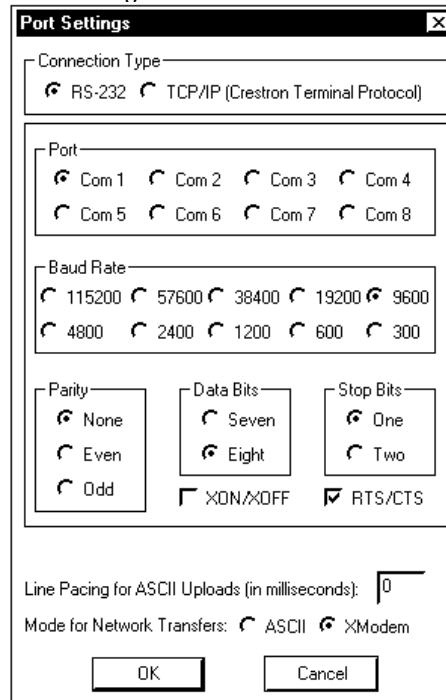 Port Settings
Connection Type
RS-232 TCP/IP (Crestron Terminal Protocol)
Port
Com 1 Com 2 Com 3 Com 4
Com 5 Com 6 Com 7 Com 8
Baud Rate
115200 57600 38400 19200 9600
4800 2400 1200 600 300
Parity Data Bits Stop Bits
None Seven One
Even Eight Two
Odd XON/XOFF RTS/CTS
Line Pacing for ASCII Uploads (in milliseconds): 0
Mode for Network Transfers: ASCII XModem
OK Cancel